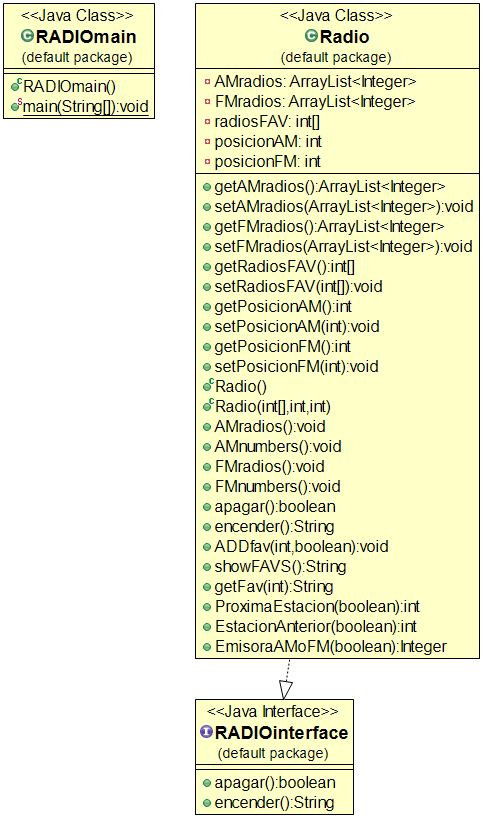 <<Java Class>>
RADIOmain
(default package)
RADIOmain()
main(String[]):void
<<Java Class>>
Radio
(default package)
AMradios: ArrayList<Integer>
FMradios: ArrayList<Integer>
radiosFAV: int[]
posicionAM: int
posicionFM: int
getAMradios():ArrayList<Integer>
setAMradios(ArrayList<Integer>):void
getFMradios():ArrayList<Integer>
setFMradios(ArrayList<Integer>):void
getRadiosFAV():int[]
setRadiosFAV(int[]):void
getPosicionAM():int
setPosicionAM(int):void
getPosicionFM():int
setPosicionFM(int):void
Radio()
Radio(int[],int,int)
AMradios():void
AMnumbers():void
FMradios():void
FMnumbers():void
apagar():boolean
encender():String
ADDfav(int,boolean):void
showFAVS():String
getFav(int):String
ProximaEstacion(boolean):int
EstacionAnterior(boolean):int
EmisoraAMoFM(boolean):Integer
<<Java Interface>>
RADIOinterface
(default package)
apagar():boolean
encender():String